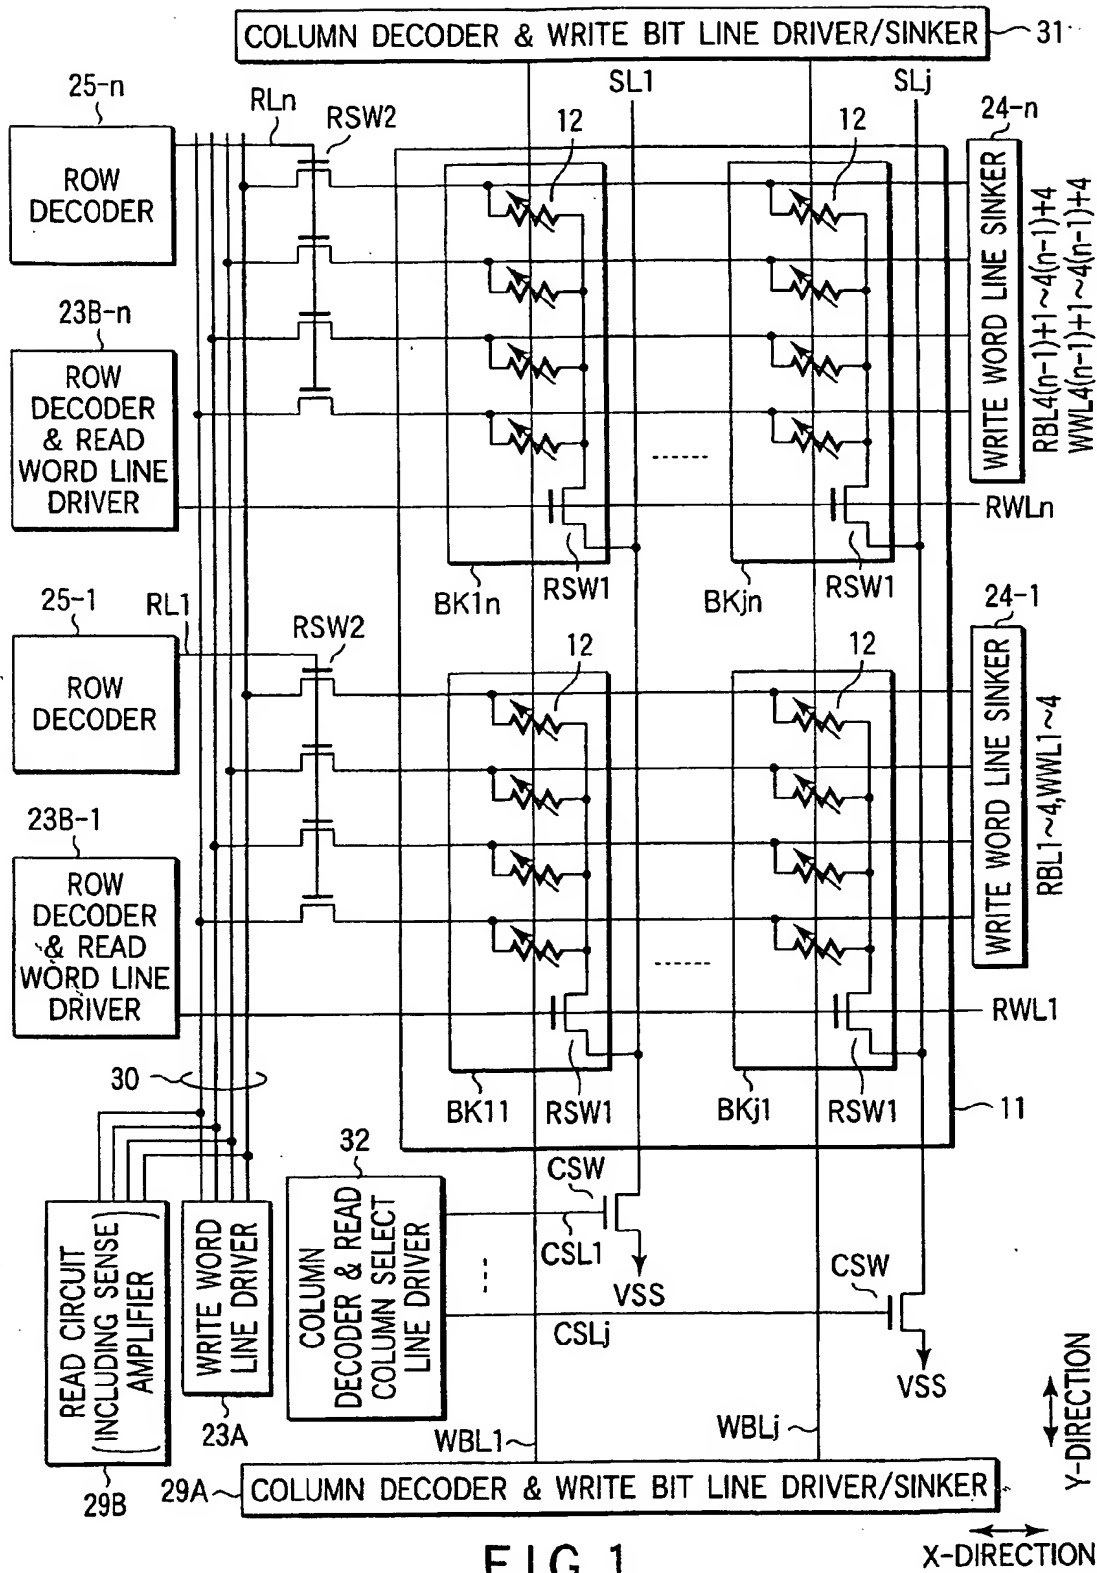 COLUMN DECODER & WRITE BIT LINE DRIVER/SINKER
31
25-n
RLn
RSW2
SL1
SLj
12
12
24-n
ROW
DECODER
WRITE WORD LINE SINKER
RBL4(n-1)+1~4(n-1)+4
WWL4(n-1)+1~4(n-1)+4
23B-n
ROW
DECODER
& READ
WORD LINE
DRIVER
RWLn
BK1n
RSW1
BKjn
RSW1
25-1
RL1
RSW2
12
12
24-1
ROW
DECODER
WRITE WORD LINE SINKER
RBL1~4,WWL1~4
23B-1
ROW
DECODER
& READ
WORD LINE
DRIVER
RWL1
30
BK11
RSW1
BKj1
RSW1
11
32
CSW
READ CIRCUIT
(INCLUDING SENSE
AMPLIFIER)
WRITE WORD
LINE DRIVER
COLUMN
DECODER & READ
COLUMN SELECT
LINE DRIVER
CSL1
VSS
CSW
CSLj
VSS
23A
29B
WBL1
WBLj
Y-DIRECTION
29A
COLUMN DECODER & WRITE BIT LINE DRIVER/SINKER
X-DIRECTION
FIG. 1